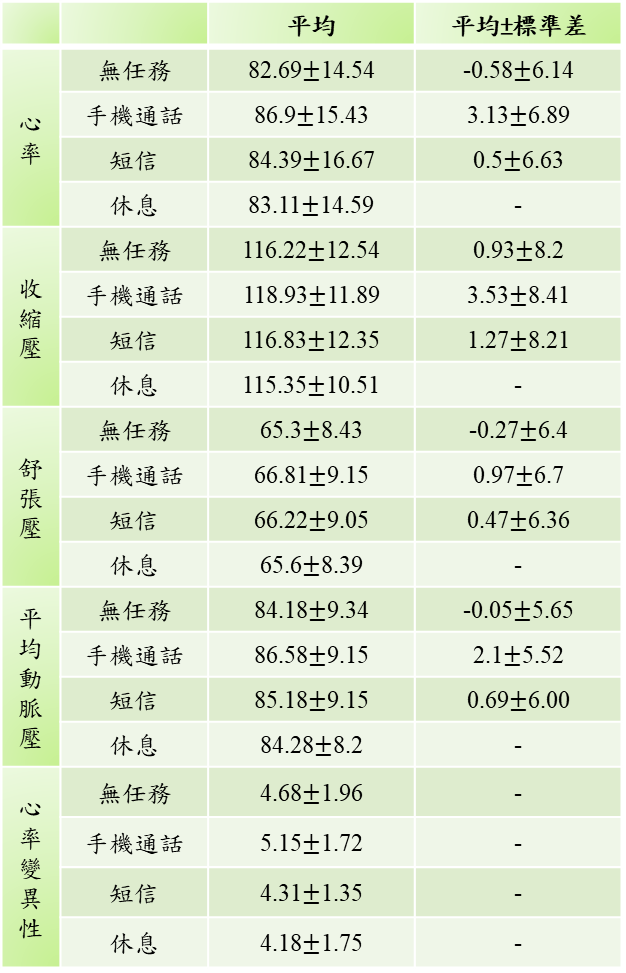 平均 平均±標準差
心率
無任務 82.69±14.54 -0.58±6.14
手機通話 86.9±15.43 3.13±6.89
短信 84.39±16.67 0.5±6.63
休息 83.11±14.59 -
收縮壓
無任務 116.22±12.54 0.93±8.2
手機通話 118.93±11.89 3.53±8.41
短信 116.83±12.35 1.27±8.21
休息 115.35±10.51 -
舒張壓
無任務 65.3±8.43 -0.27±6.4
手機通話 66.81±9.15 0.97±6.7
短信 66.22±9.05 0.47±6.36
休息 65.6±8.39 -
平均動脈壓
無任務 84.18±9.34 -0.05±5.65
手機通話 86.58±9.15 2.1±5.52
短信 85.18±9.15 0.69±6.00
休息 84.28±8.2 -
心率變異性
無任務 4.68±1.96 -
手機通話 5.15±1.72 -
短信 4.31±1.35 -
休息 4.18±1.75 -